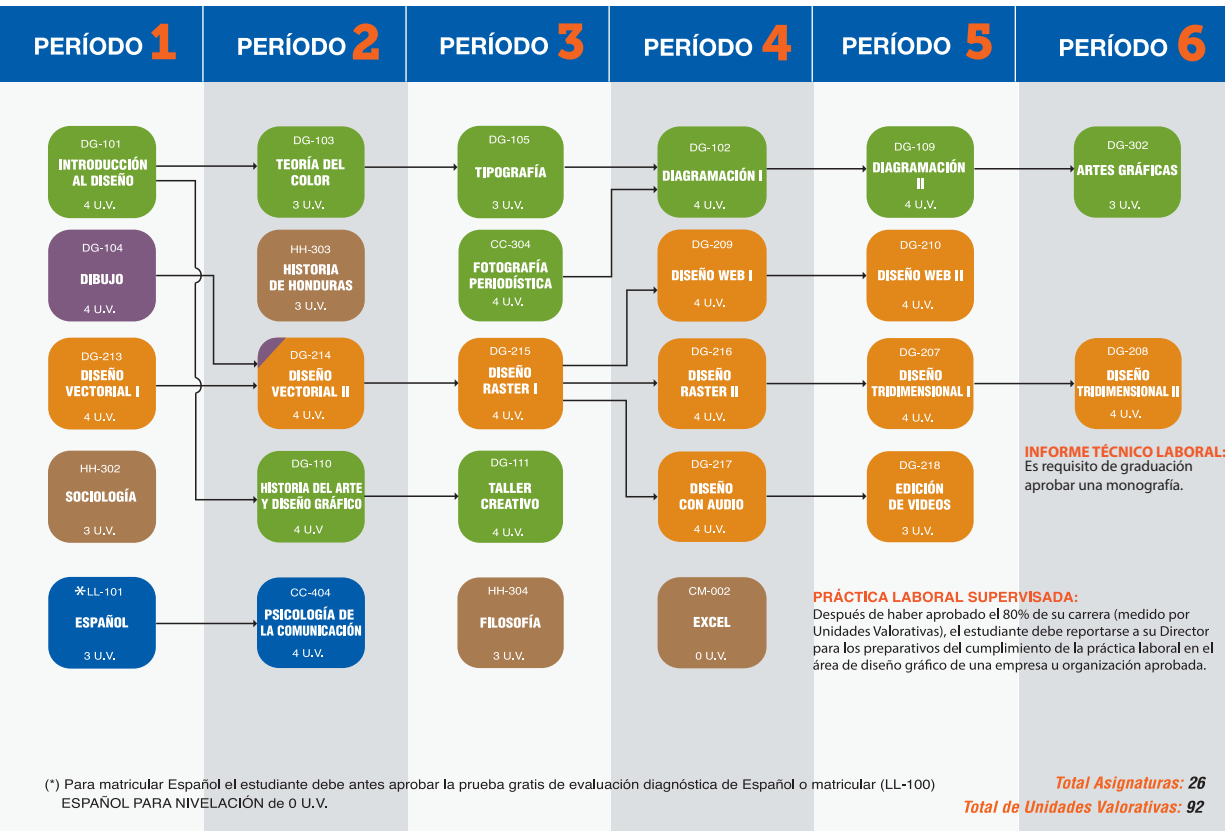 PERÍODO 1
PERÍODO 2
PERÍODO 3
PERÍODO 4
PERÍODO 5
PERÍODO 6
DG-101
INTRODUCCIÓN
AL DISEÑO
4 U.V.
DG-103
TEORÍA DEL
COLOR
3 U.V.
DG-105
TIPOGRAFÍA
3 U.V.
DG-102
DIAGRAMACIÓN I
4 U.V.
DG-109
DIAGRAMACIÓN
II
4 U.V.
DG-302
ARTES GRÁFICAS
3 U.V.
DG-104
DIBUJO
4 U.V.
HH-303
HISTORIA
DE HONDURAS
3 U.V.
CC-304
FOTOGRAFÍA
PERIODÍSTICA
4 U.V.
DG-209
DISEÑO WEB I
4 U.V.
DG-210
DISEÑO WEB II
4 U.V.
DG-213
DISEÑO
VECTORIAL I
4 U.V.
DG-214
DISEÑO
VECTORIAL II
4 U.V.
DG-215
DISEÑO
RASTER I
4 U.V.
DG-216
DISEÑO
RASTER II
4 U.V.
DG-207
DISEÑO
TRIDIMENSIONAL I
4 U.V.
DG-208
DISEÑO
TRIDIMENSIONAL II
4 U.V.
HH-302
SOCIOLOGÍA
3 U.V.
DG-110
HISTORIA DEL ARTE
Y DISEÑO GRÁFICO
4 U.V
DG-111
TALLER
CREATIVO
4 U.V.
DG-217
DISEÑO
CON AUDIO
4 U.V.
DG-218
EDICIÓN
DE VIDEOS
3 U.V.
INFORME TÉCNICO LABORAL:
Es requisito de graduación
aprobar una monografía.
*LL-101
ESPAÑOL
3 U.V.
CC-404
PSICOLOGÍA DE
LA COMUNICACIÓN
4 U.V.
HH-304
FILOSOFÍA
3 U.V.
CM-002
EXCEL
0 U.V.
PRÁCTICA LABORAL SUPERVISADA:
Después de haber aprobado el 80% de su carrera (medido por
Unidades Valorativas), el estudiante debe reportarse a su Director
para los preparativos del cumplimiento de la práctica laboral en el
área de diseño gráfico de una empresa u organización aprobada.
(*) Para matricular Español el estudiante debe antes aprobar la prueba gratis de evaluación diagnóstica de Español o matricular (LL-100)
ESPAÑOL PARA NIVELACIÓN de 0 U.V.
Total Asignaturas: 26
Total de Unidades Valorativas: 92